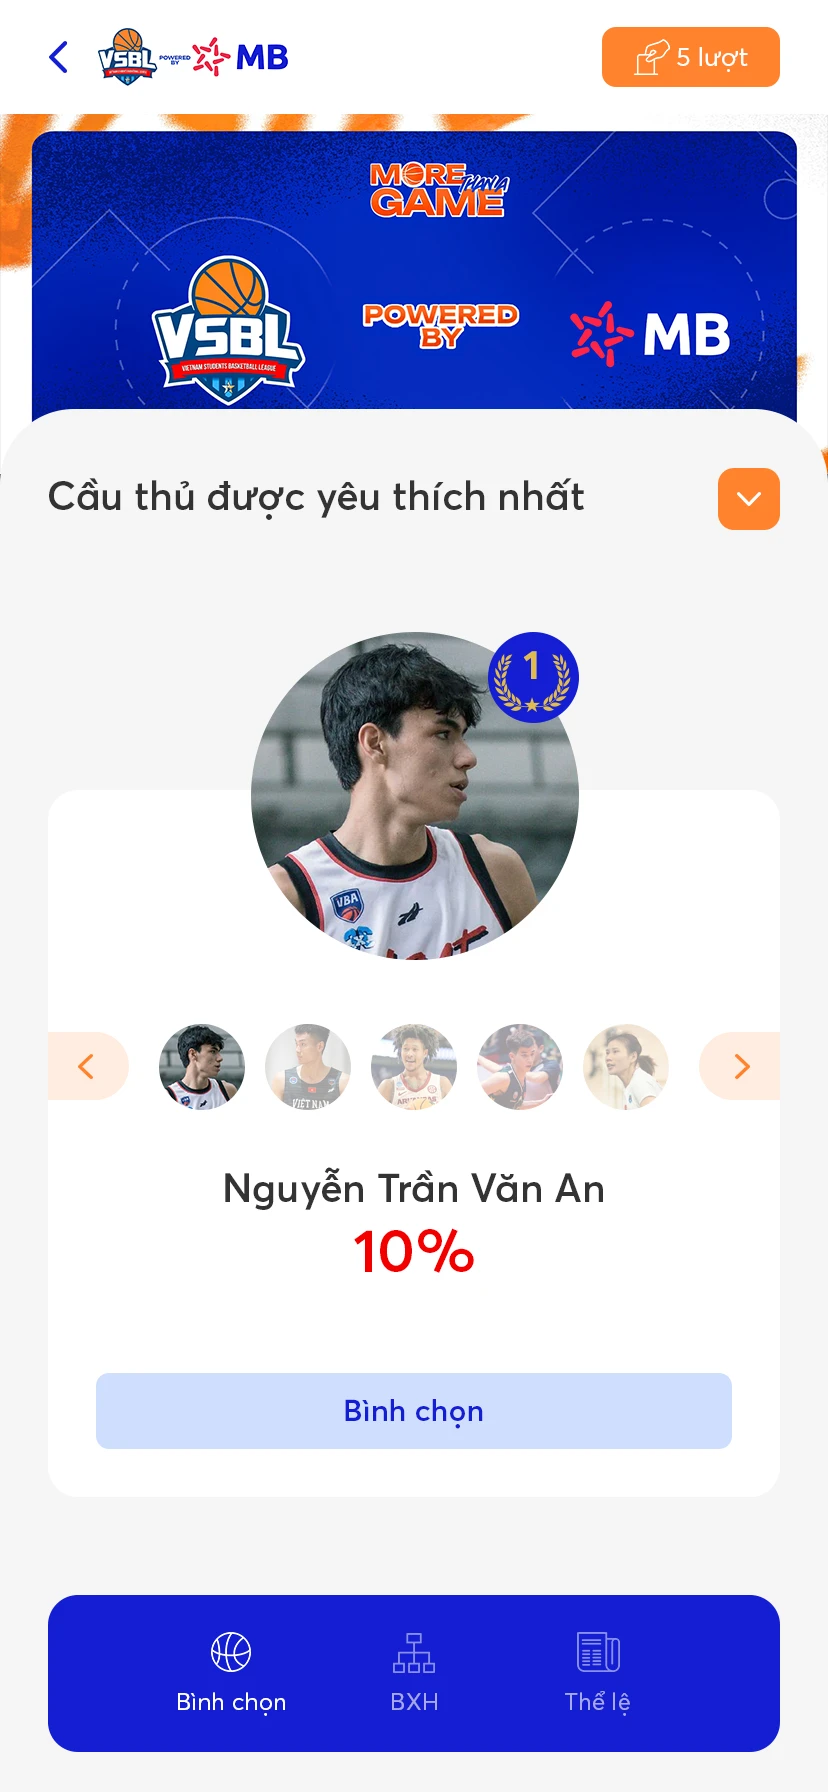 VSBL
POWERED
BY
MB
5 lượt
MORE
THAN A
GAME
VSBL
VIETNAM STUDENTS BASKETBALL LEAGUE
POWERED
BY
MB
Cầu thủ được yêu thích nhất
1
VBA
VIỆT NAM
ARKANSAS
Nguyễn Trần Văn An
10%
Bình chọn
Bình chọn
BXH
Thể lệ